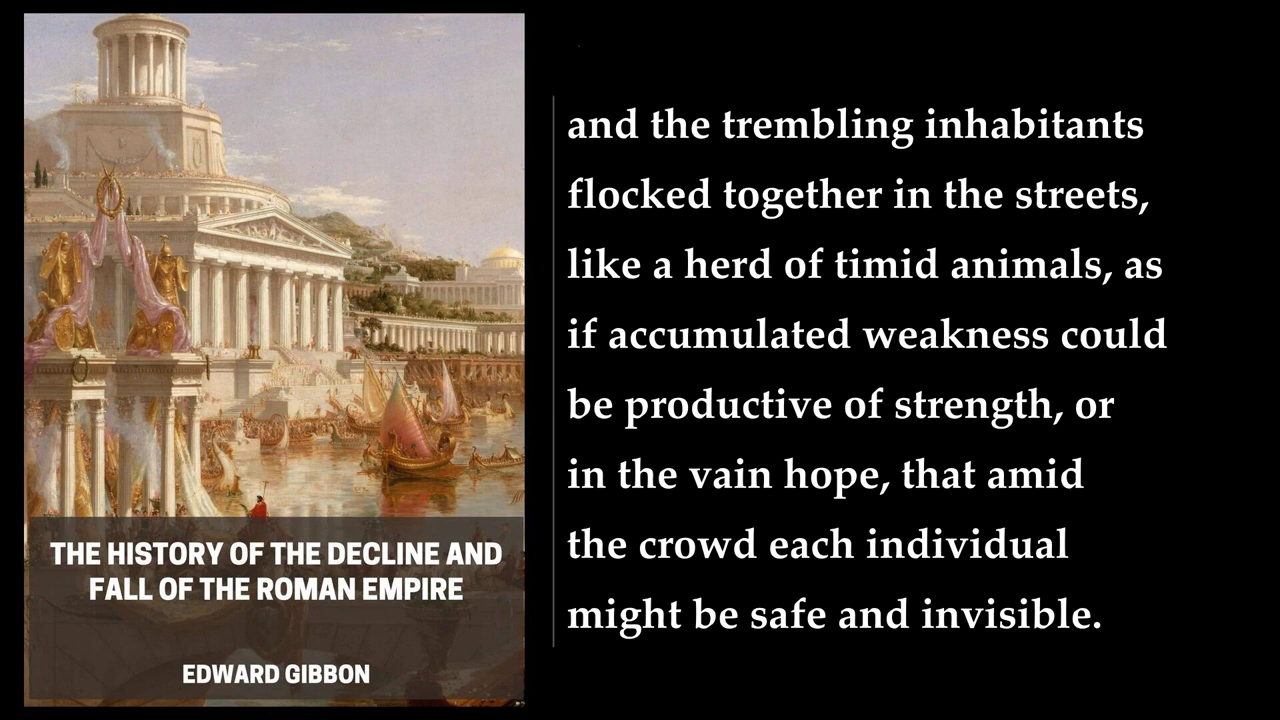 THE HISTORY OF THE DECLINE AND
FALL OF THE ROMAN EMPIRE
EDWARD GIBBON
and the trembling inhabitants
flocked together in the streets,
like a herd of timid animals, as
if accumulated weakness could
be productive of strength, or
in the vain hope, that amid
the crowd each individual
might be safe and invisible.